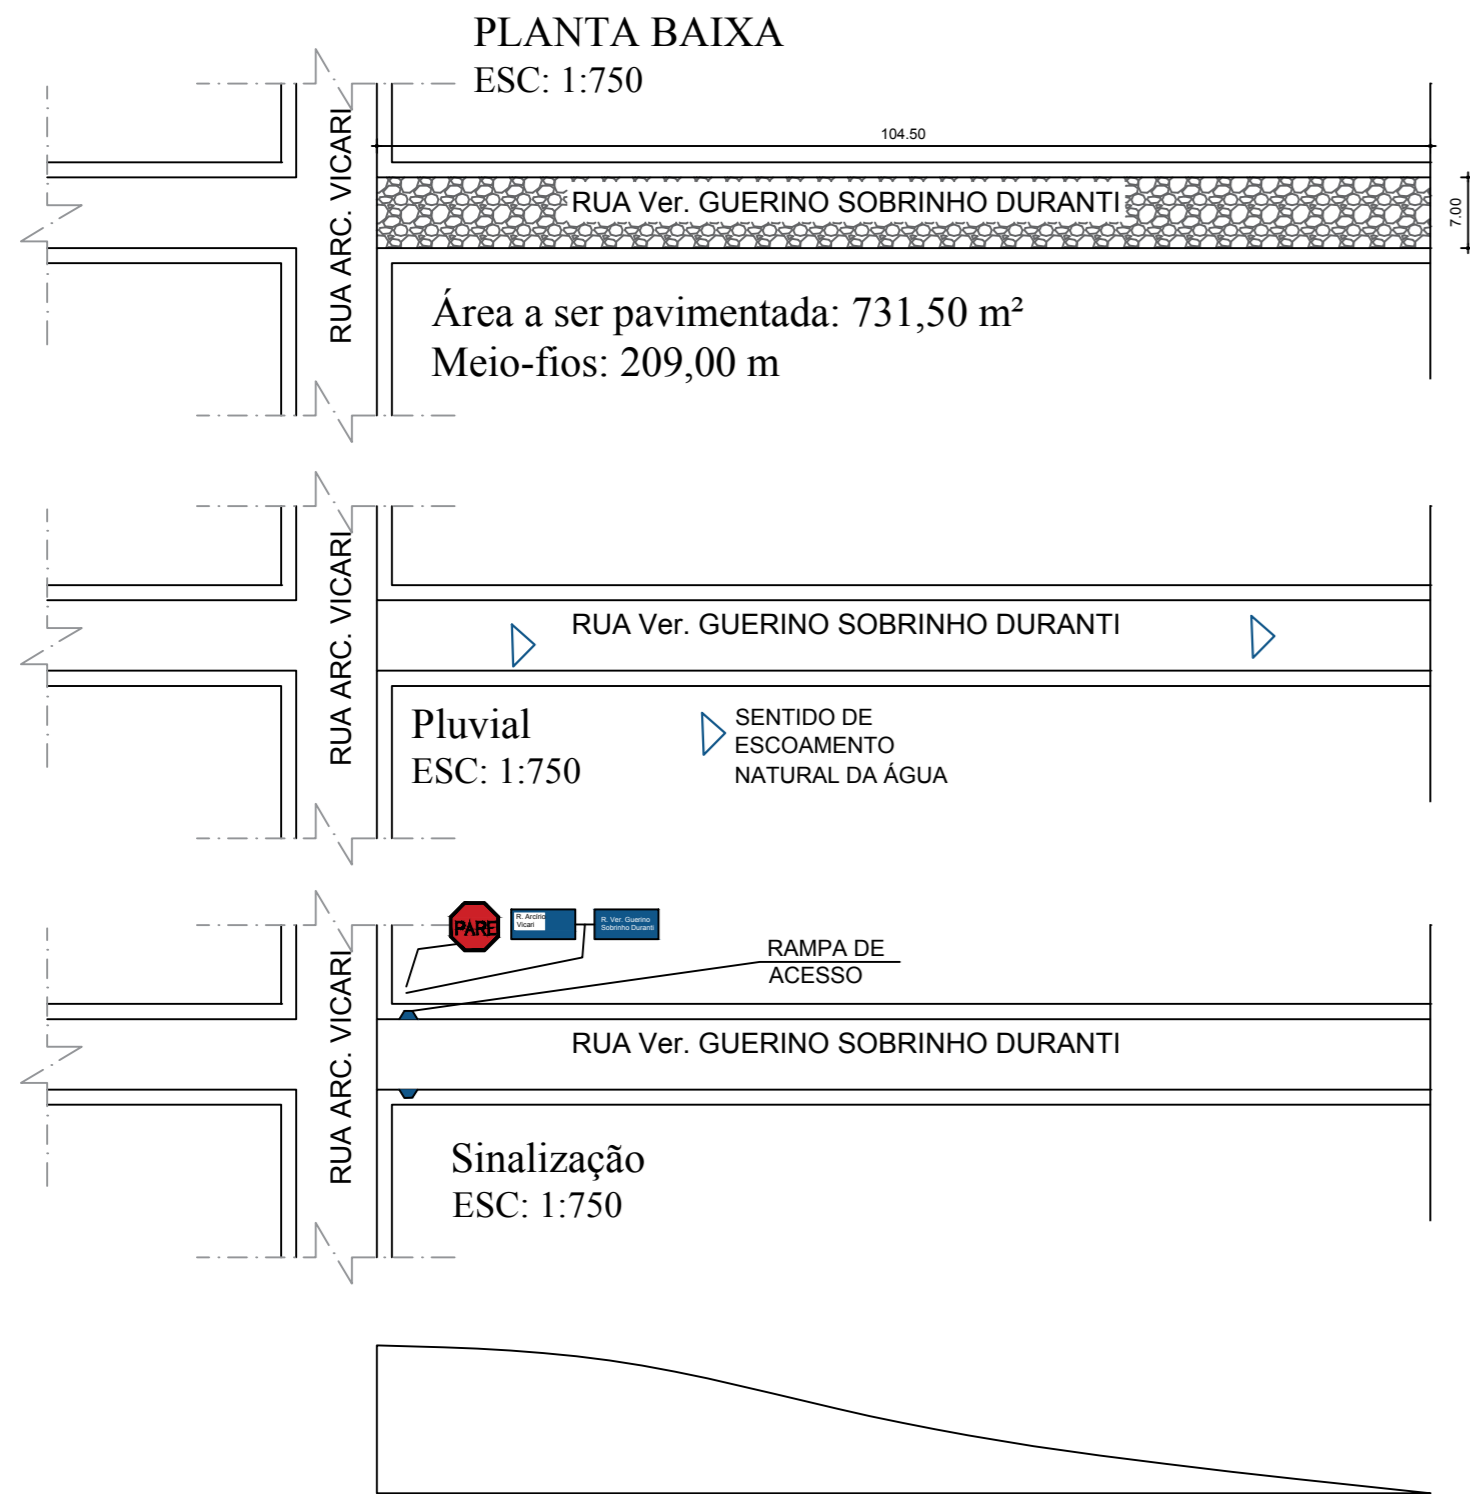 PLANTA BAIXA
ESC: 1:750
104.50
RUA ARC. VICARI
RUA Ver. GUERINO SOBRINHO DURANTI
7.00
Área a ser pavimentada: 731,50 m²
Meio-fios: 209,00 m
RUA ARC. VICARI
RUA Ver. GUERINO SOBRINHO DURANTI
Pluvial
ESC: 1:750
SENTIDO DE
ESCOAMENTO
NATURAL DA ÁGUA
PARE
R. Arcirio
Vicari
R. Ver. Guerino
Sobrinho Duranti
RAMPA DE
ACESSO
RUA ARC. VICARI
RUA Ver. GUERINO SOBRINHO DURANTI
Sinalização
ESC: 1:750